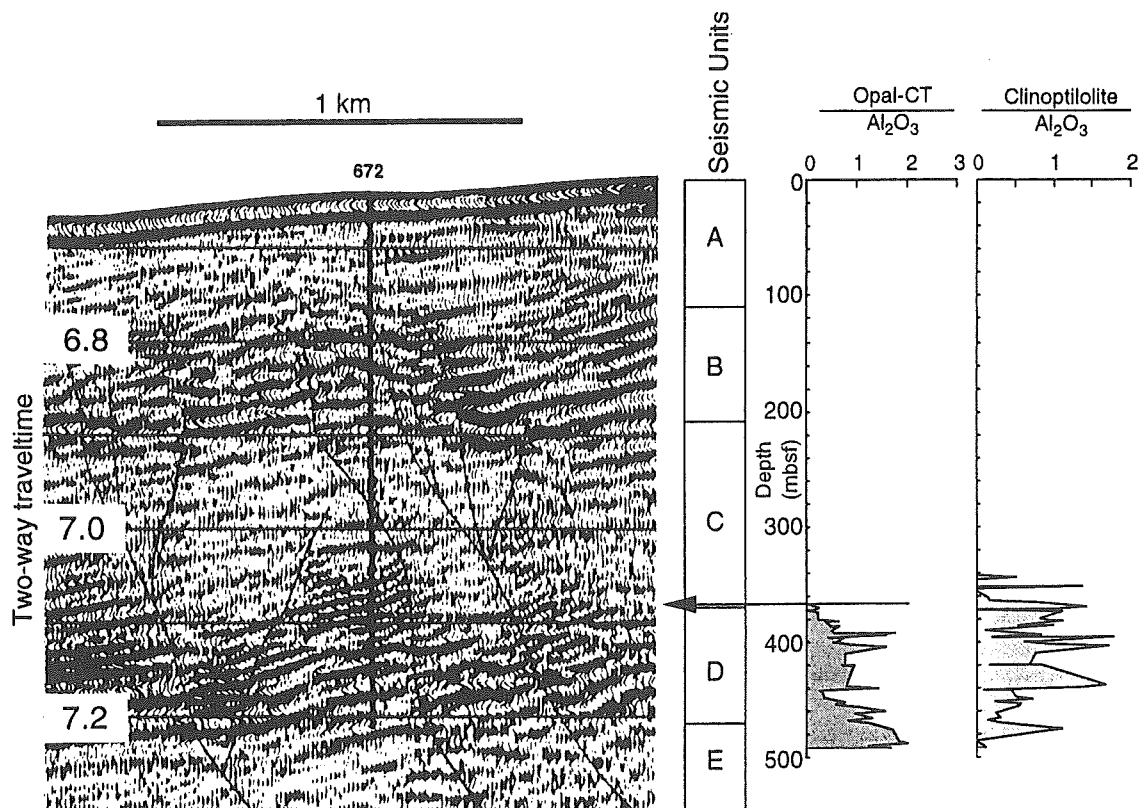 1 km
672
6.8
7.0
7.2
Two-way traveltime
Seismic Units
A
B
C
D
E
Depth
(mbsf)
0
100
200
300
400
500
Opal-CT
Al2O3
0 1 2 3
Clinoptilolite
Al2O3
0 1 2